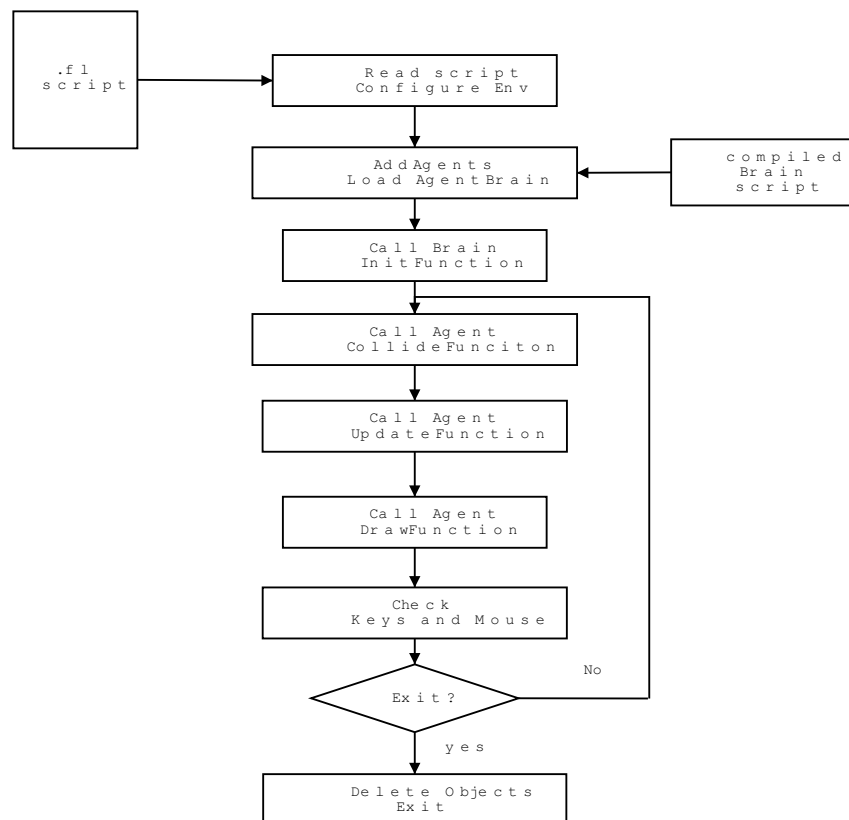 .fl
script
Read script
Configure Env
AddAgents
Load AgentBrain
compiled
Brain
script
Call Brain
InitFunction
Call Agent
CollideFunciton
Call Agent
UpdateFunction
Call Agent
DrawFunction
Check
Keys and Mouse
No
Exit?
yes
Delete Objects
Exit